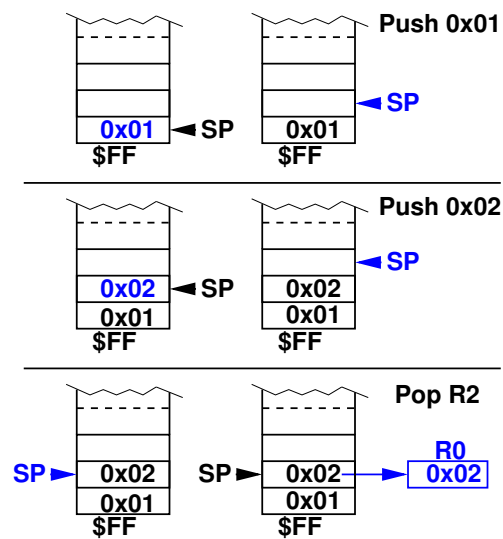 Push 0x01
SP
0x01 SP 0x01
$FF $FF
Push 0x02
SP
0x02 SP 0x02
0x01 0x01
$FF $FF
Pop R2
R0
SP 0x02 SP 0x02 0x02
0x01 0x01
$FF $FF